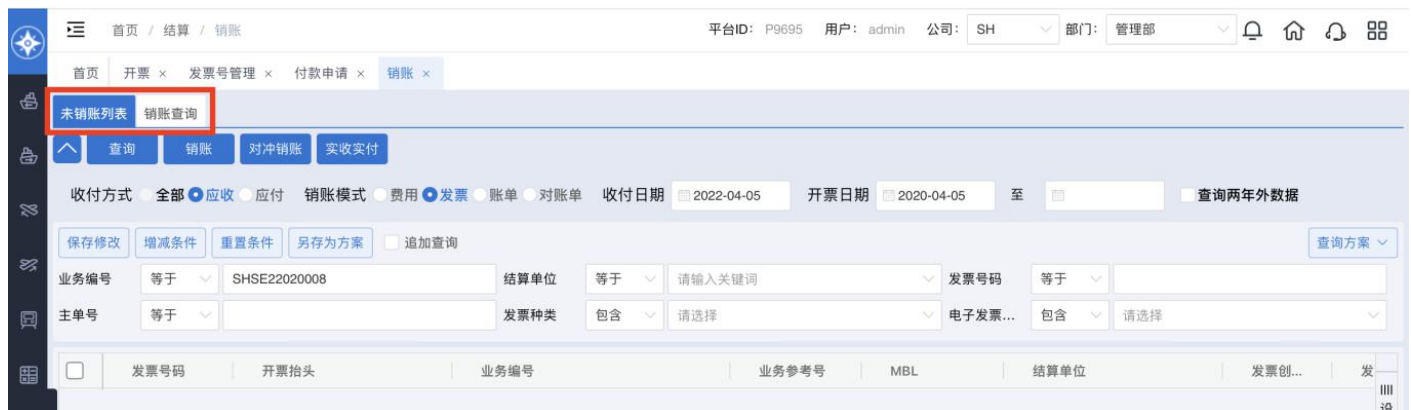 首页 / 结算 / 销账 平台ID: P9695 用户: admin 公司: SH 部门: 管理部
首页 开票 × 发票号管理 × 付款申请 × 销账 ×
未销账列表 销账查询
查询 销账 对冲销账 实收实付
收付方式 全部 应收 应付 销账模式 费用 发票 账单 对账单 收付日期 2022-04-05 开票日期 2020-04-05 至 查询两年外数据
保存修改 增减条件 重置条件 另存为方案 追加查询 查询方案
业务编号 等于 SHSE22020008 结算单位 等于 请输入关键词 发票号码 等于
主单号 等于 发票种类 包含 请选择 电子发票... 包含 请选择
发票号码 开票抬头 业务编号 业务参考号 MBL 结算单位 发票创... 发